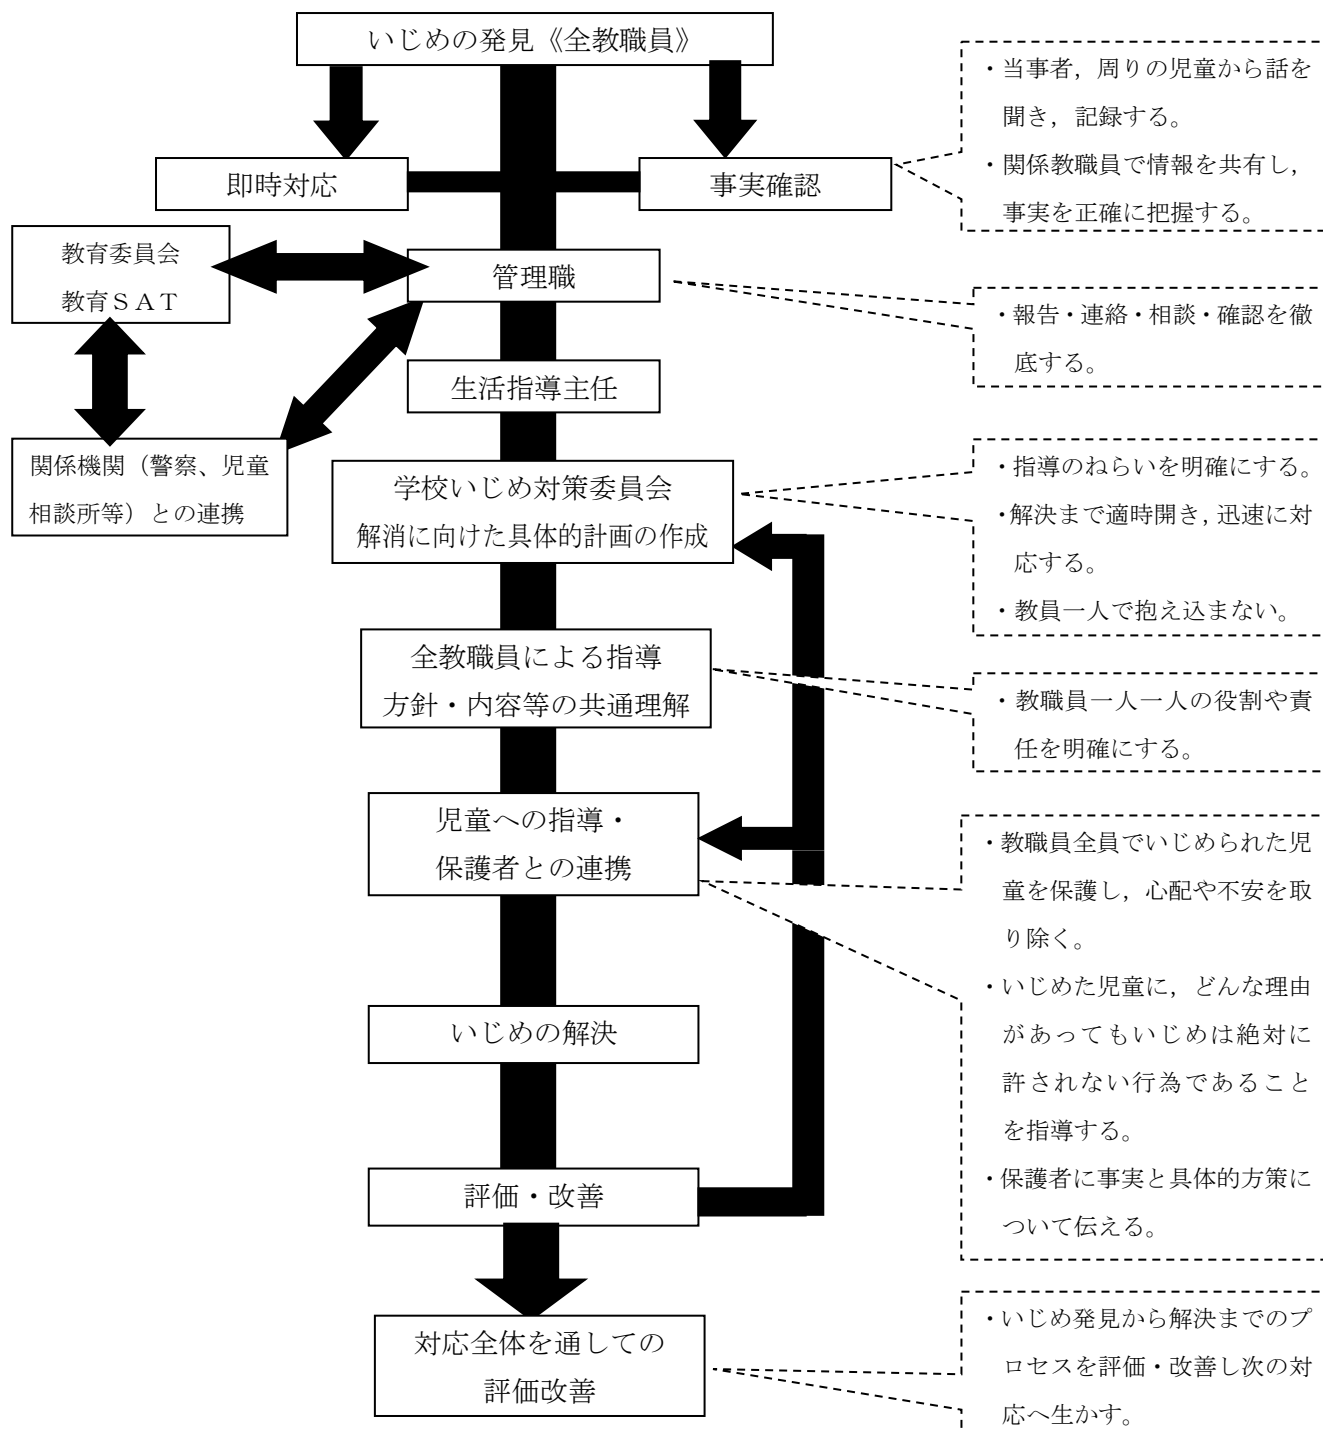 いじめの発見《全教職員》
・当事者，周りの児童から話を
聞き，記録する。
・関係教職員で情報を共有し，
事実を正確に把握する。
即時対応
事実確認
教育委員会
教育ＳＡＴ
管理職
・報告・連絡・相談・確認を徹
底する。
生活指導主任
関係機関（警察、児童
相談所等）との連携
学校いじめ対策委員会
解消に向けた具体的計画の作成
・指導のねらいを明確にする。
・解決まで適時開き，迅速に対
応する。
・教員一人で抱え込まない。
全教職員による指導
方針・内容等の共通理解
・教職員一人一人の役割や責
任を明確にする。
児童への指導・
保護者との連携
・教職員全員でいじめられた児
童を保護し，心配や不安を取
り除く。
・いじめた児童に，どんな理由
があってもいじめは絶対に
許されない行為であること
を指導する。
・保護者に事実と具体的方策に
ついて伝える。
いじめの解決
評価・改善
対応全体を通しての
評価改善
・いじめ発見から解決までのプ
ロセスを評価・改善し次の対
応へ生かす。